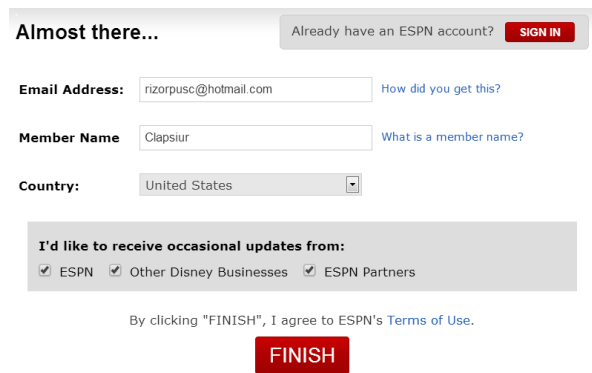 Almost there...
Already have an ESPN account? SIGN IN
Email Address: rizorpusc@hotmail.com How did you get this?
Member Name Clapsiur What is a member name?
Country: United States
I'd like to receive occasional updates from:
ESPN Other Disney Businesses ESPN Partners
By clicking "FINISH", I agree to ESPN's Terms of Use.
FINISH